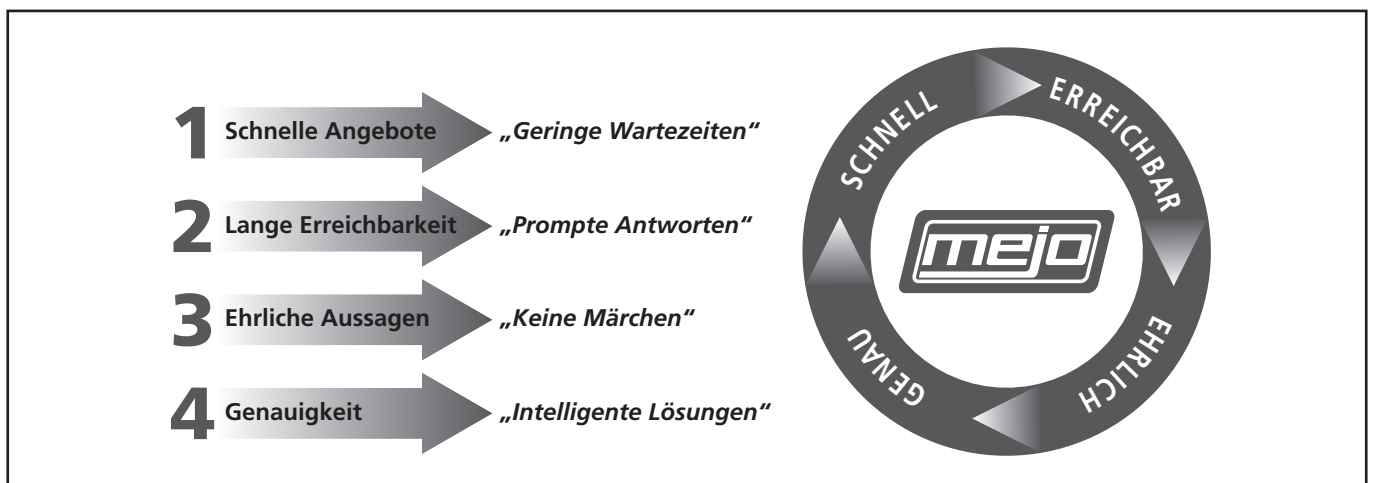 1 Schnelle Angebote „Geringe Wartezeiten“
2 Lange Erreichbarkeit „Prompte Antworten“
3 Ehrliche Aussagen „Keine Märchen“
4 Genauigkeit „Intelligente Lösungen“
SCHNELL
ERREICHBAR
EHRLICH
GENAU
mejo